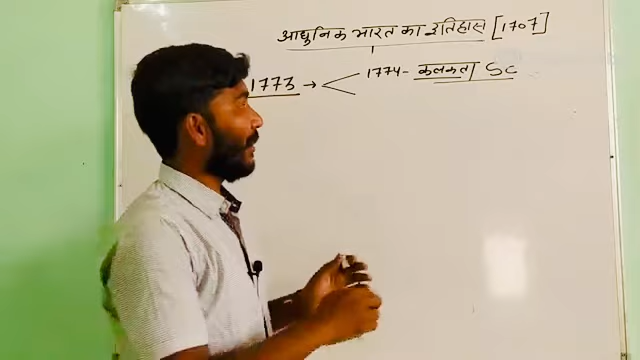 आधुनिक भारत का इतिहास [1707]
1773 → 1774 - कलकता SC